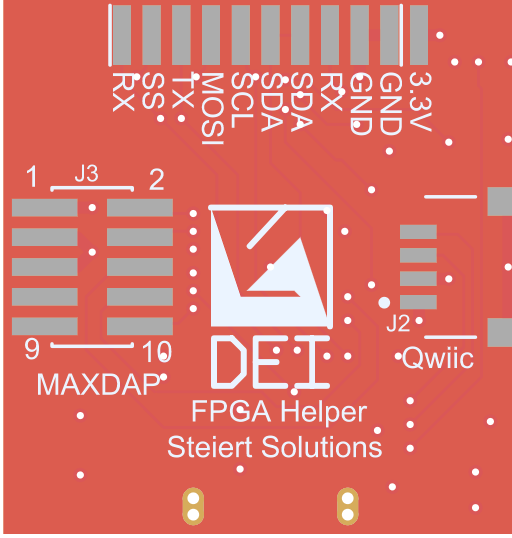 RX SS TX MOSI SCL SDA SDA RX GND GND 3.3V
1 J3 2
9 10
MAXDAP
J2
Qwiic
DEI
FPGA Helper
Steiert Solutions